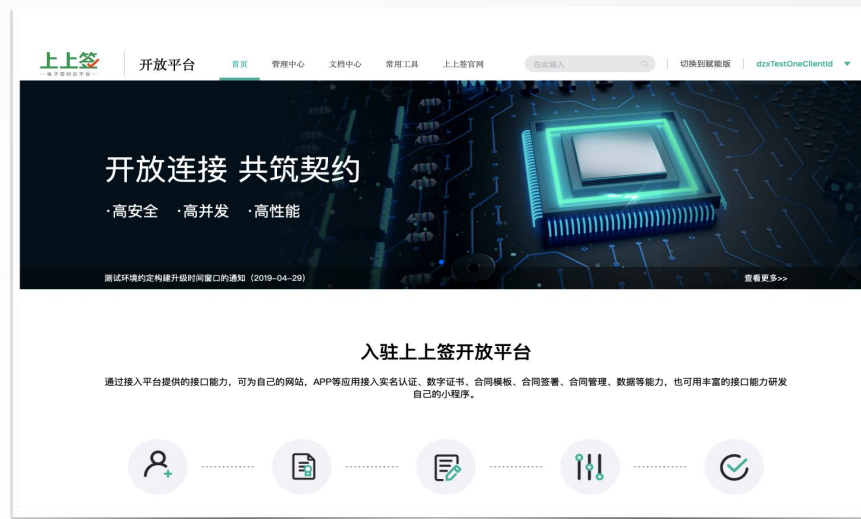 上上签
电子签约云平台
开放平台
首页
管理中心
文档中心
常用工具
上上签官网
在此输入
切换到赋能版
dzxTestOneClientId
开放连接 共筑契约
·高安全 ·高并发 ·高性能
测试环境约定构建升级时间窗口的通知（2019-04-29）
查看更多>>
入驻上上签开放平台
通过接入平台提供的接口能力，可为自己的网站，APP等应用接入实名认证、数字证书、合同模板、合同签署、合同管理、数据等能力，也可用丰富的接口能力研发
自己的小程序。